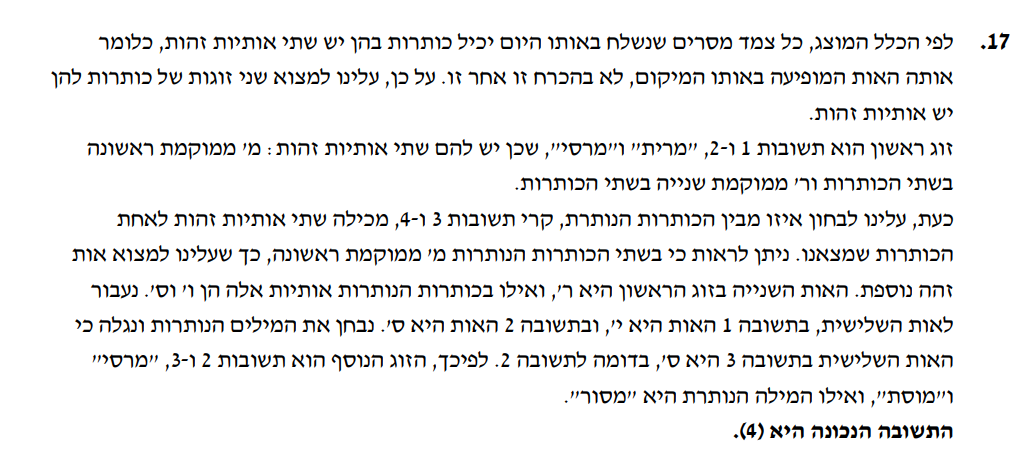 17. לפי הכלל המוצג, כל צמד מסרים שנשלח באותו היום יכיל כותרות בהן יש שתי אותיות זהות, כלומר
אותה האות המופיעה באותו המיקום, לא בהכרח זו אחר זו. על כן, עלינו למצוא שני זוגות של כותרות להן
יש אותיות זהות.
זוג ראשון הוא תשובות 1 ו-2, "מרית" ו"מרסי", שכן יש להם שתי אותיות זהות: מ' ממוקמת ראשונה
בשתי הכותרות ור' ממוקמת שנייה בשתי הכותרות.
כעת, עלינו לבחון איזו מבין הכותרות הנותרת, קרי תשובות 3 ו-4, מכילה שתי אותיות זהות לאחת
הכותרות שמצאנו. ניתן לראות כי בשתי הכותרות הנותרות מ' ממוקמת ראשונה, כך שעלינו למצוא אות
זהה נוספת. האות השנייה בזוג הראשון היא ר', ואילו בכותרות הנותרות אותיות אלה הן ו' וס'. נעבור
לאות השלישית, בתשובה 1 האות היא י', ובתשובה 2 האות היא ס'. נבחן את המילים הנותרות ונגלה כי
האות השלישית בתשובה 3 היא ס', בדומה לתשובה 2. לפיכך, הזוג הנוסף הוא תשובות 2 ו-3, "מרסי"
ו"מוסת", ואילו המילה הנותרת היא "מסור".
התשובה הנכונה היא (4).